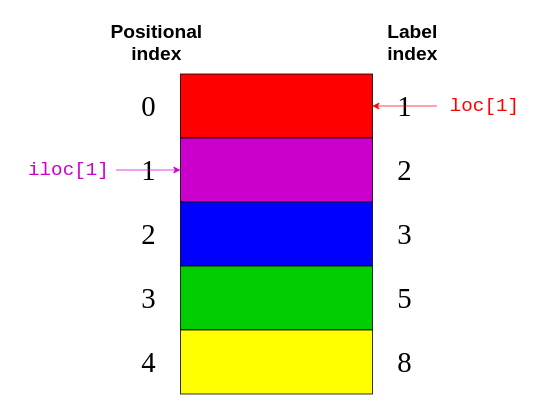 Positional Label
index index
0 1 loc[1]
iloc[1] 1 2
2 3
3 5
4 8